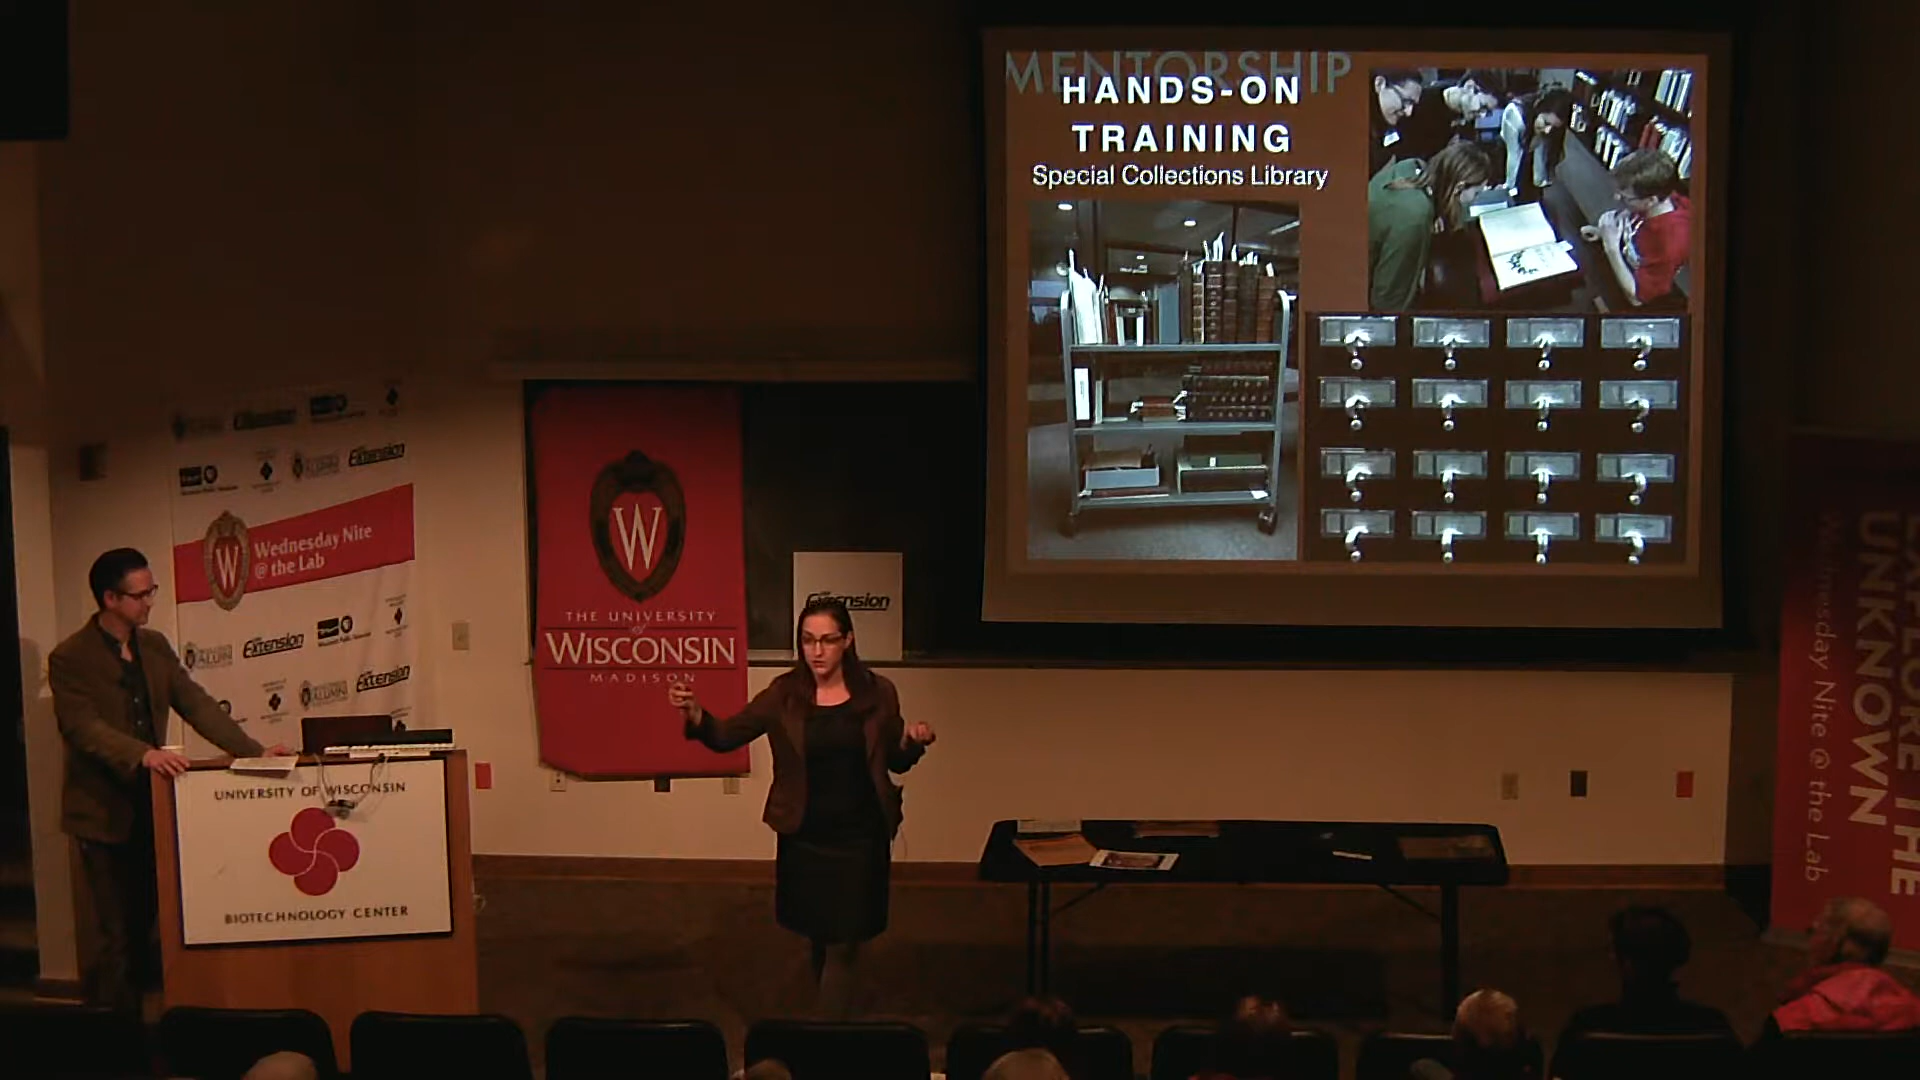 MENTORSHIP
HANDS-ON
TRAINING
Special Collections Library
Extension
Extension
W
Wednesday Nite
@ the Lab
Extension
Extension
W
THE UNIVERSITY
of
WISCONSIN
MADISON
Extension
UNIVERSITY OF WISCONSIN
BIOTECHNOLOGY CENTER
EXPLORE THE
UNKNOWN
Wednesday Nite @ the Lab